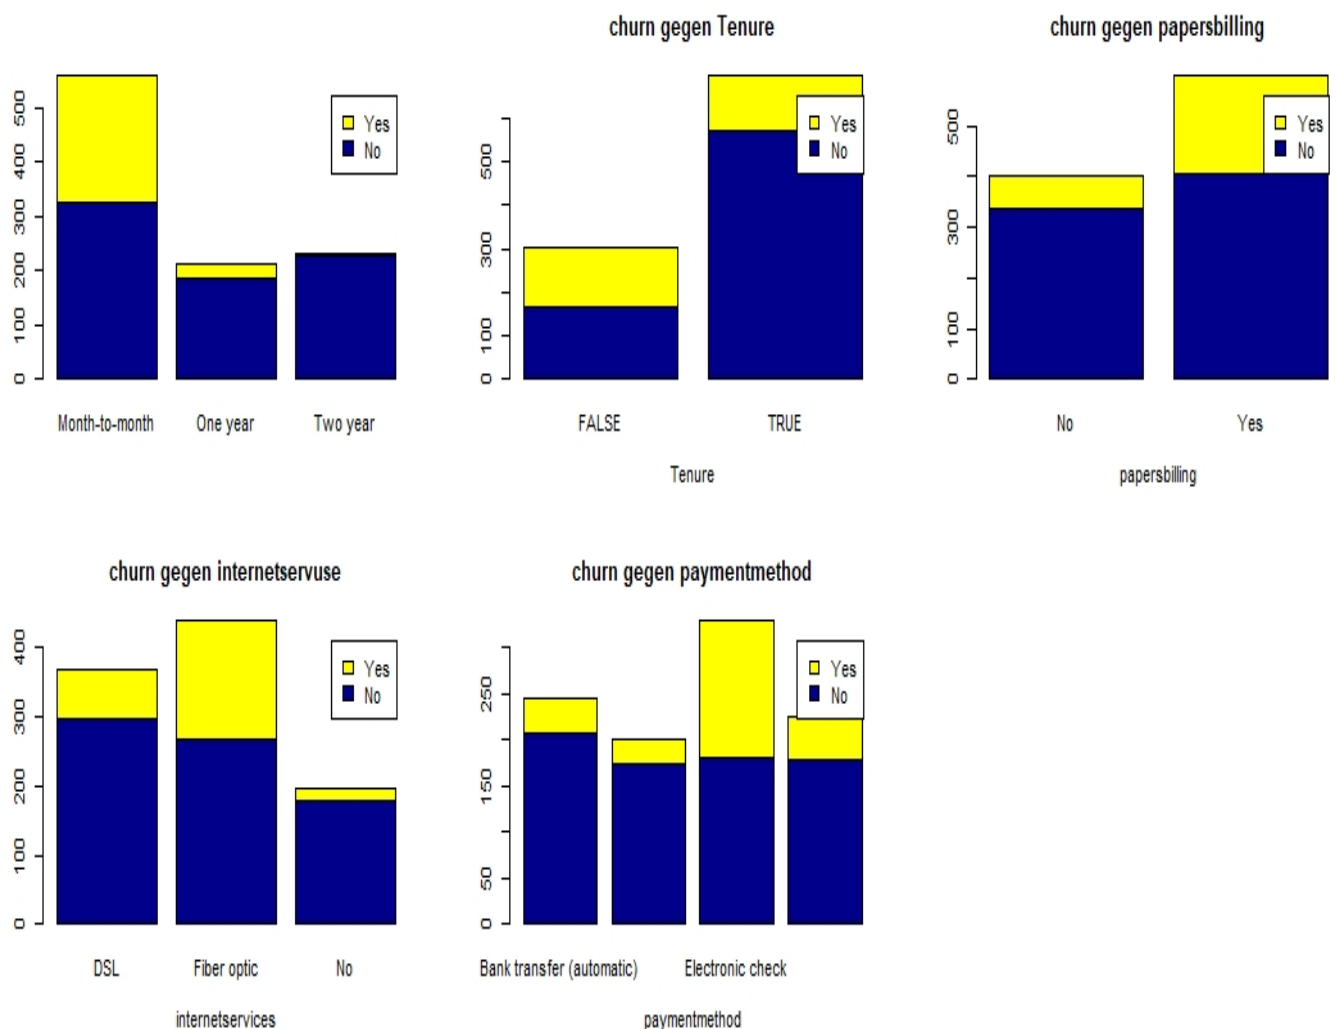 churn gegen Tenure
churn gegen papersbilling
500
400
300
200
100
0
Yes
No
Month-to-month
One year
Two year
500
300
100
0
Yes
No
FALSE
TRUE
Tenure
500
300
100
0
Yes
No
No
Yes
papersbilling
churn gegen internetservuse
churn gegen paymentmethod
400
300
200
100
0
Yes
No
DSL
Fiber optic
No
internetservices
250
150
50
0
Yes
No
Bank transfer (automatic)
Electronic check
paymentmethod